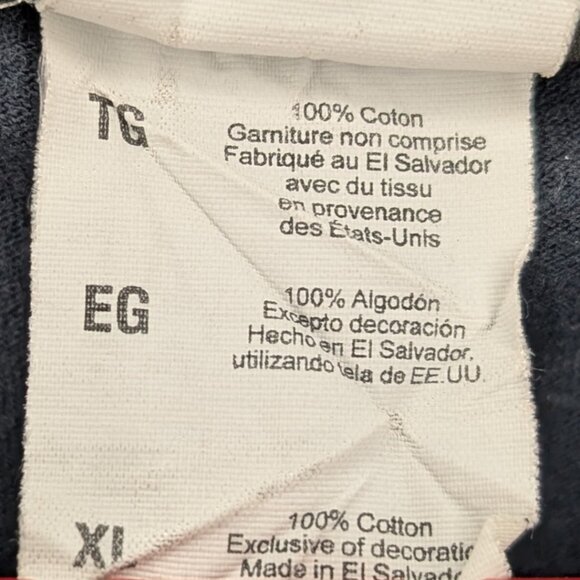 TG
100% Coton
Garniture non comprise
Fabriqué au El Salvador
avec du tissu
en provenance
des États-Unis
EG
100% Algodón
Excepto decoración
Hecho en El Salvador,
utilizando tela de EE.UU.
XL
100% Cotton
Exclusive of
Made in El